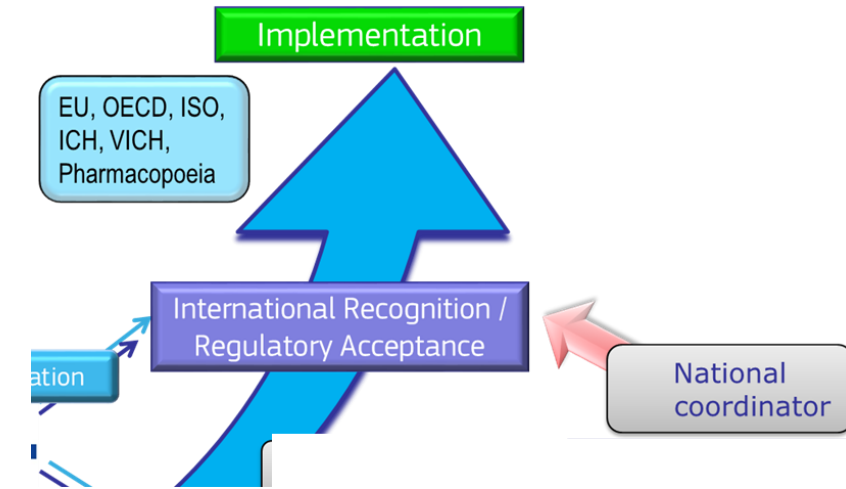 Implementation
EU, OECD, ISO,
ICH, VICH,
Pharmacopoeia
International Recognition /
Regulatory Acceptance
ation
National
coordinator